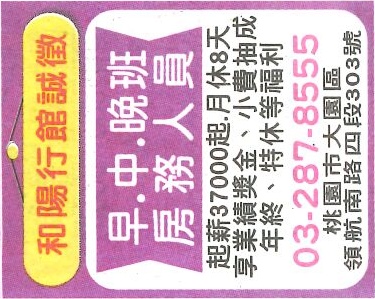 和陽行館誠徵
早.中.晚班
房務人員
起薪37000起.月休8天
享業績獎金、小費抽成
年終、特休等福利
03-287-8555
桃園市大園區
領航南路四段303號